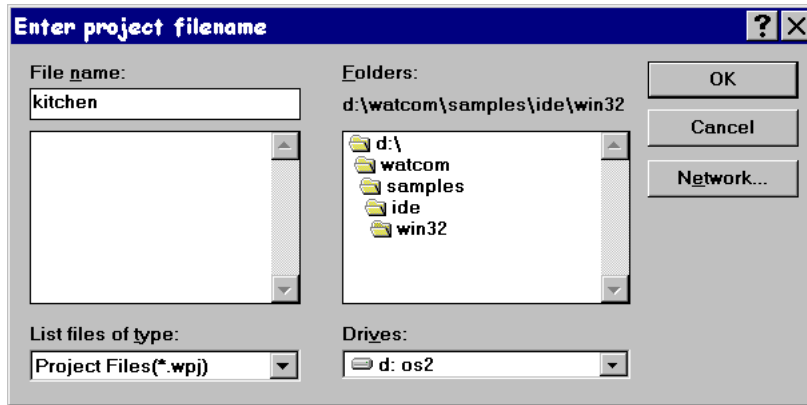 Enter project filename
File name:
kitchen
Folders:
d:\watcom\samples\ide\win32
d:\
watcom
samples
ide
win32
OK
Cancel
Network...
List files of type:
Project Files(*.wpj)
Drives:
d: os2